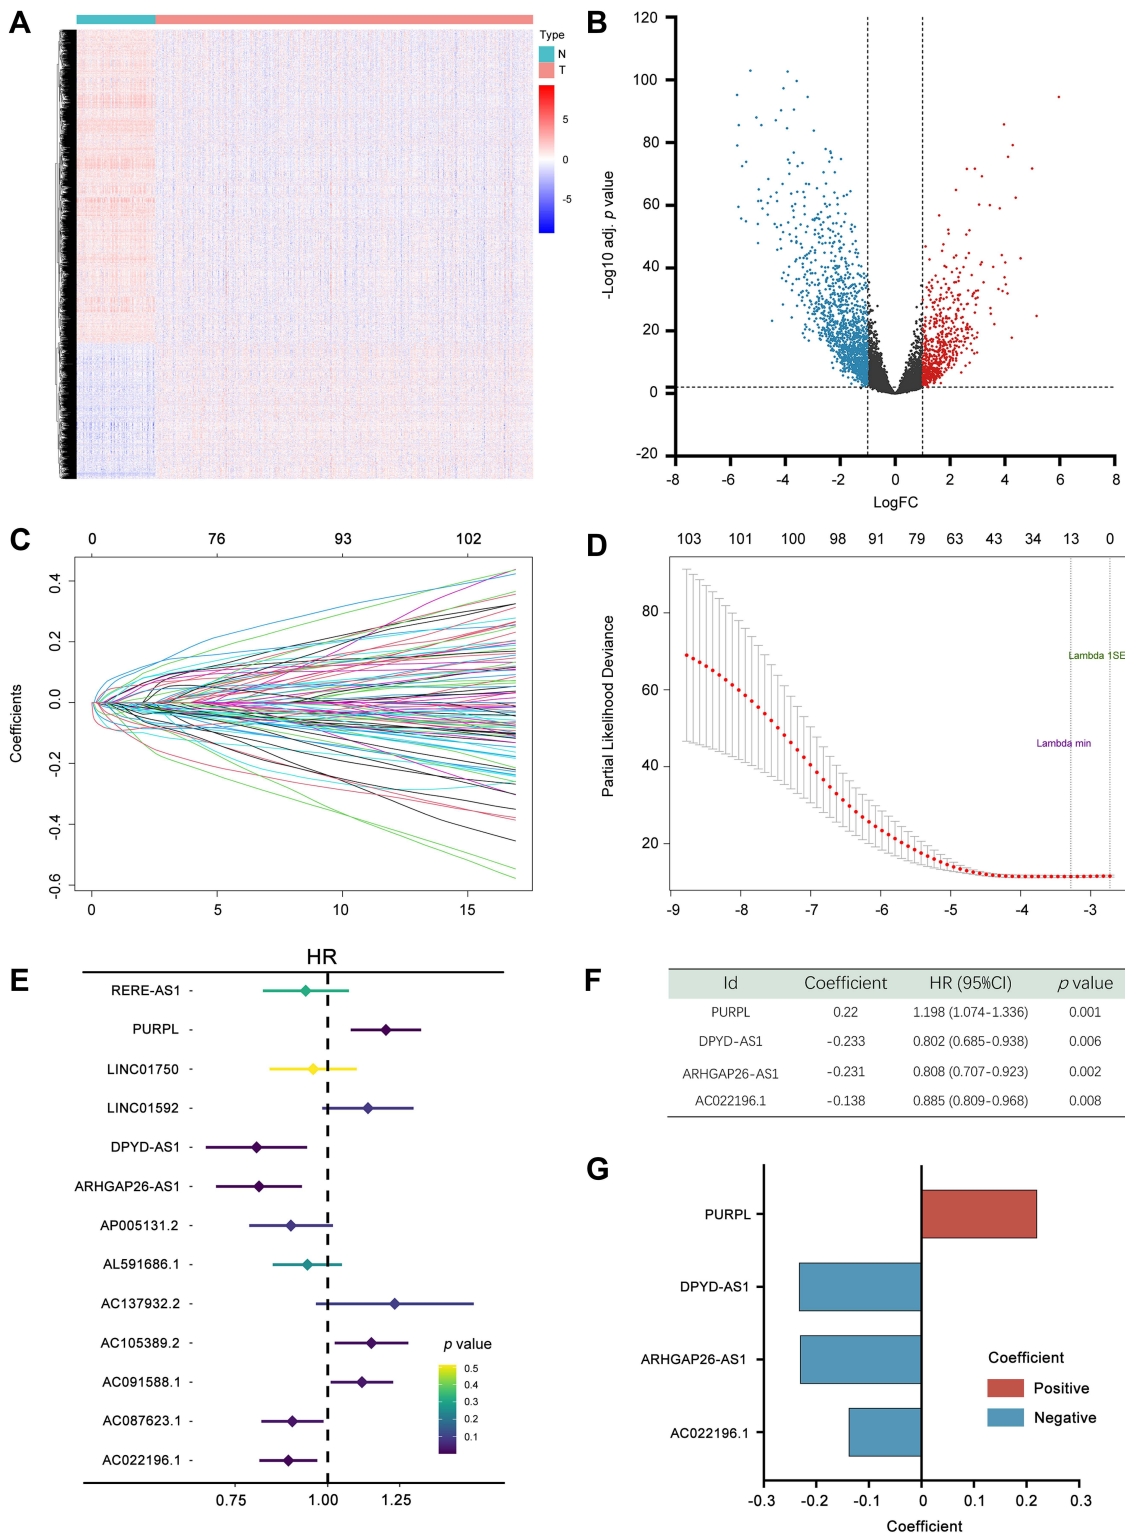 A
Type
N
T
5
0
-5
B
120
100
80
60
40
20
0
-20
-Log10 adj. p value
-8
-6
-4
-2
0
2
4
6
8
LogFC
C
0
76
93
102
0.4
0.2
0.0
-0.2
-0.4
-0.6
Coefficients
0
5
10
15
D
103
101
100
98
91
79
63
43
34
13
0
80
60
40
20
Partial Likelihood Deviance
Lambda 1SE
Lambda min
-9
-8
-7
-6
-5
-4
-3
E
HR
RERE-AS1
PURPL
LINC01750
LINC01592
DPYD-AS1
ARHGAP26-AS1
AP005131.2
AL591686.1
AC137932.2
AC105389.2
AC091588.1
AC087623.1
AC022196.1
p value
0.5
0.4
0.3
0.2
0.1
0.75
1.00
1.25
F
Id Coefficient HR (95%CI) p value
PURPL 0.22 1.198 (1.074-1.336) 0.001
DPYD-AS1 -0.233 0.802 (0.685-0.938) 0.006
ARHGAP26-AS1 -0.231 0.808 (0.707-0.923) 0.002
AC022196.1 -0.138 0.885 (0.809-0.968) 0.008
G
PURPL
DPYD-AS1
ARHGAP26-AS1
AC022196.1
Coefficient
Positive
Negative
-0.3
-0.2
-0.1
0
0.1
0.2
0.3
Coefficient